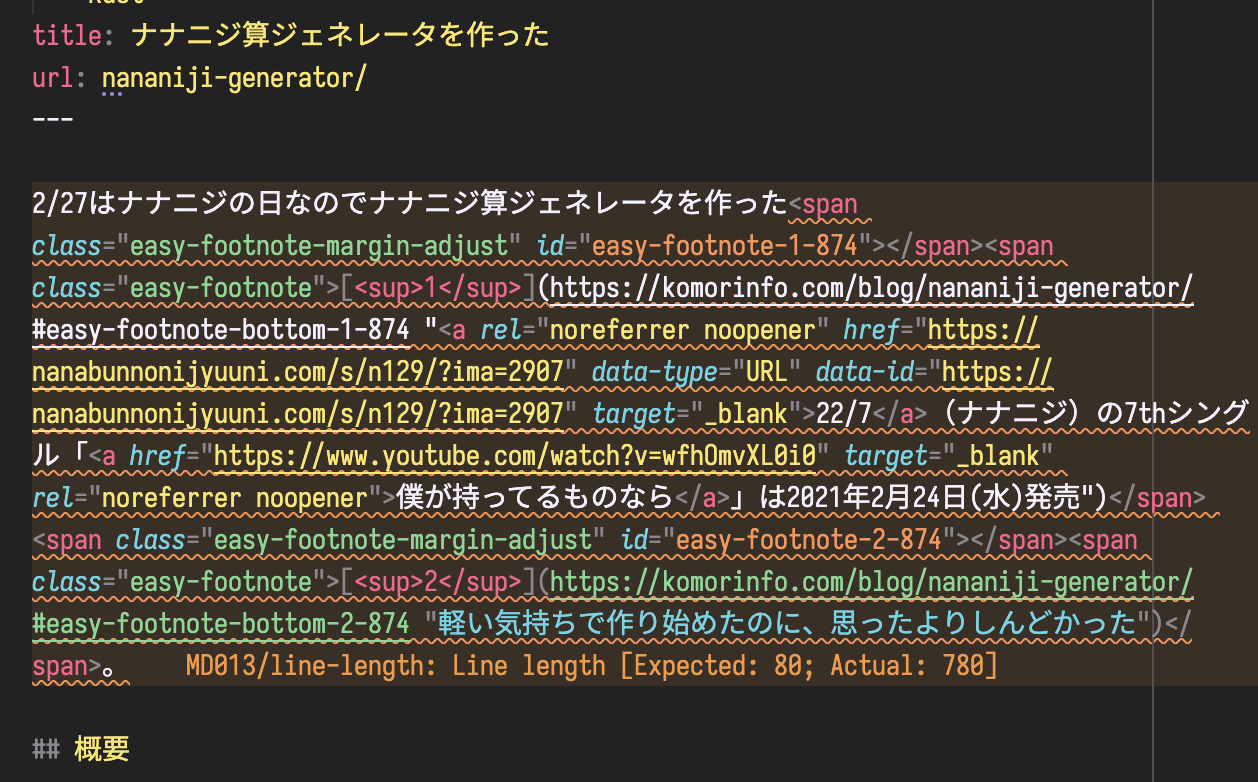 Rust
title: ナナニジ算ジェネレータを作った
url: nananiji-generator/
---
2/27はナナニジの日なのでナナニジ算ジェネレータを作った<span
class="easy-footnote-margin-adjust" id="easy-footnote-1-874"></span><span
class="easy-footnote">[<sup>1</sup>](https://komorinfo.com/blog/nananiji-generator/
#easy-footnote-bottom-1-874 "<a rel="noreferrer noopener" href="https://
nanabunnonijyuuni.com/s/n129/?ima=2907" data-type="URL" data-id="https://
nanabunnonijyuuni.com/s/n129/?ima=2907" target="_blank">22/7</a>（ナナニジ）の7thシング
ル「<a href="https://www.youtube.com/watch?v=wfhOmvXL0i0" target="_blank"
rel="noreferrer noopener">僕が持ってるものなら</a>」は2021年2月24日(水)発売")</span>
<span class="easy-footnote-margin-adjust" id="easy-footnote-2-874"></span><span
class="easy-footnote">[<sup>2</sup>](https://komorinfo.com/blog/nananiji-generator/
#easy-footnote-bottom-2-874 "軽い気持ちで作り始めたのに、思ったよりしんどかった")</
span>。 MD013/line-length: Line length [Expected: 80; Actual: 780]
## 概要